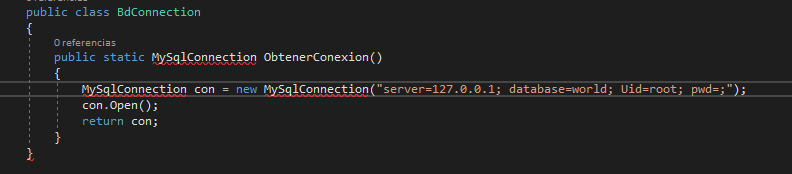 public class BdConnection
{
0 referencias
public static MySqlConnection ObtenerConexion()
{
MySqlConnection con = new MySqlConnection("server=127.0.0.1; database=world; Uid=root; pwd=;");
con.Open();
return con;
}
}